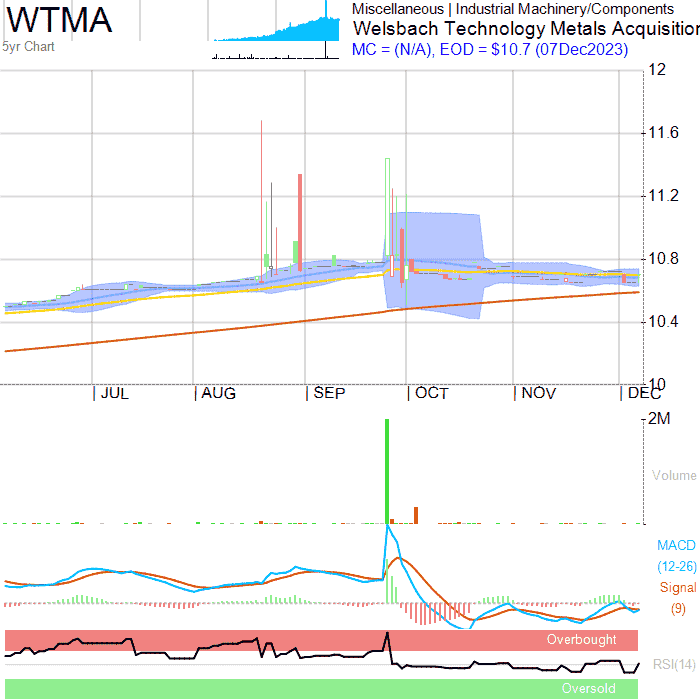 WTMA
5yr Chart
Miscellaneous | Industrial Machinery/Components
Welsbach Technology Metals Acquisition
MC = (N/A), EOD = $10.7 (07Dec2023)
12
11.6
11.2
10.8
10.4
10
JUL
AUG
SEP
OCT
NOV
DEC
2M
Volume
MACD
(12-26)
Signal
(9)
Overbought
RSI(14)
Oversold